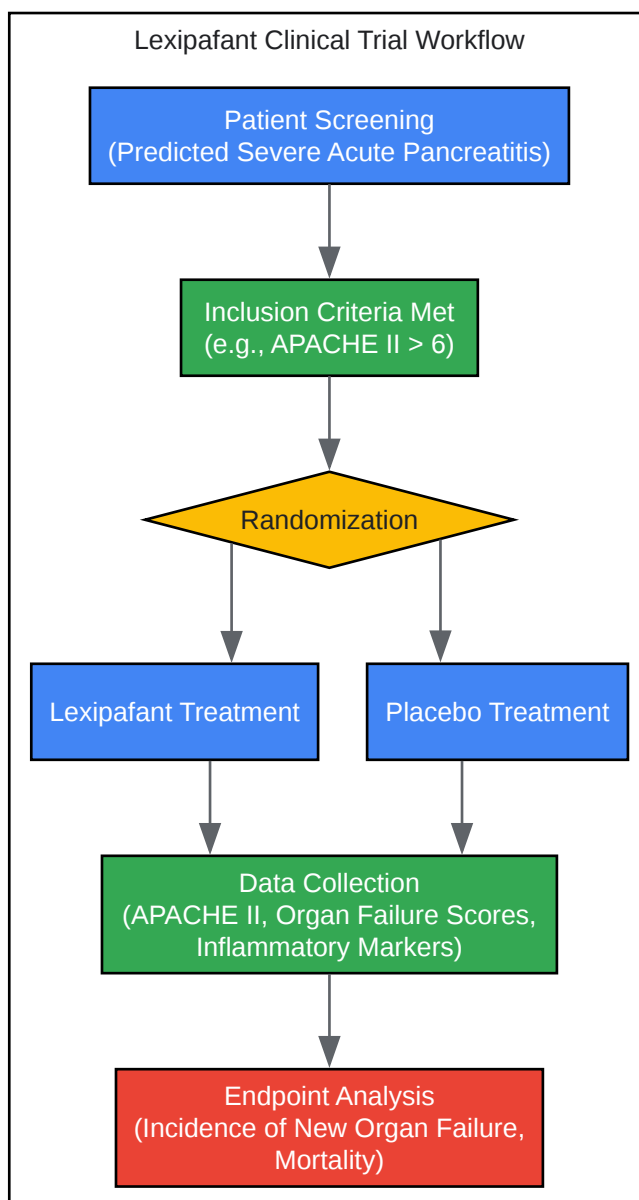 Lexipafant Clinical Trial Workflow
Patient Screening
(Predicted Severe Acute Pancreatitis)
Inclusion Criteria Met
(e.g., APACHE II > 6)
Randomization
Lexipafant Treatment
Placebo Treatment
Data Collection
(APACHE II, Organ Failure Scores,
Inflammatory Markers)
Endpoint Analysis
(Incidence of New Organ Failure,
Mortality)